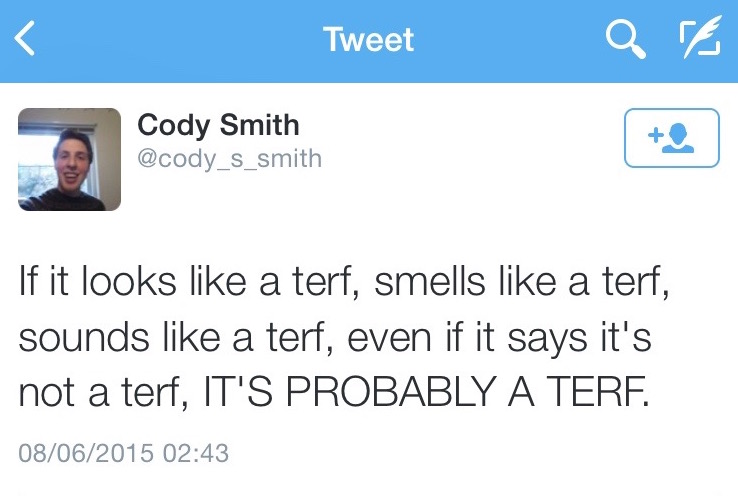 Tweet
Cody Smith
@cody_s_smith
If it looks like a terf, smells like a terf,
sounds like a terf, even if it says it's
not a terf, IT'S PROBABLY A TERF.
08/06/2015 02:43